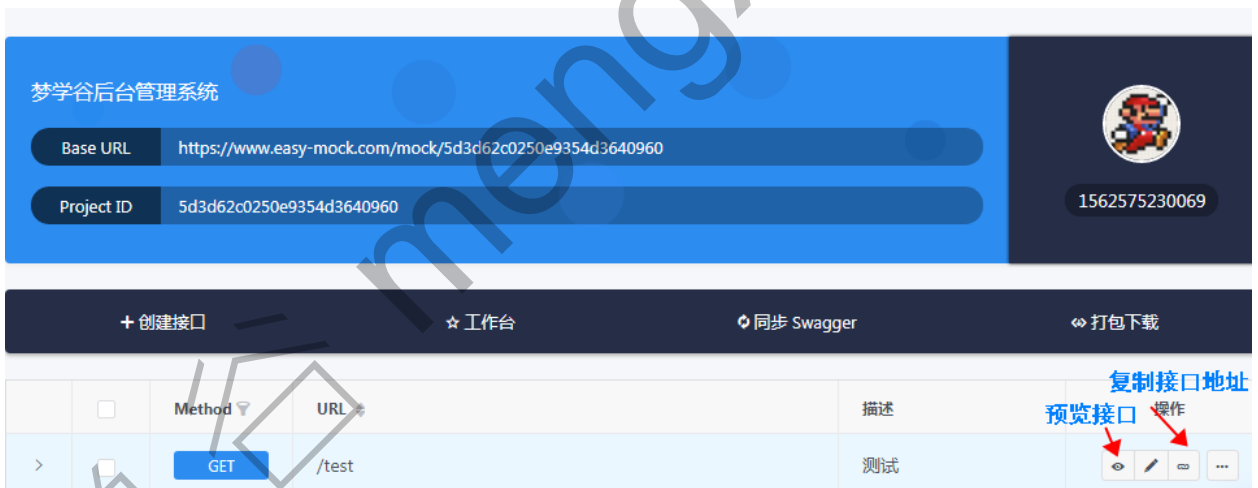 梦学谷后台管理系统
Base URL https://www.easy-mock.com/mock/5d3d62c0250e9354d3640960
Project ID 5d3d62c0250e9354d3640960
1562575230069
创建接口 工作台 同步 Swagger 打包下载
复制接口地址
预览接口
Method URL 描述 操作
GET /test 测试